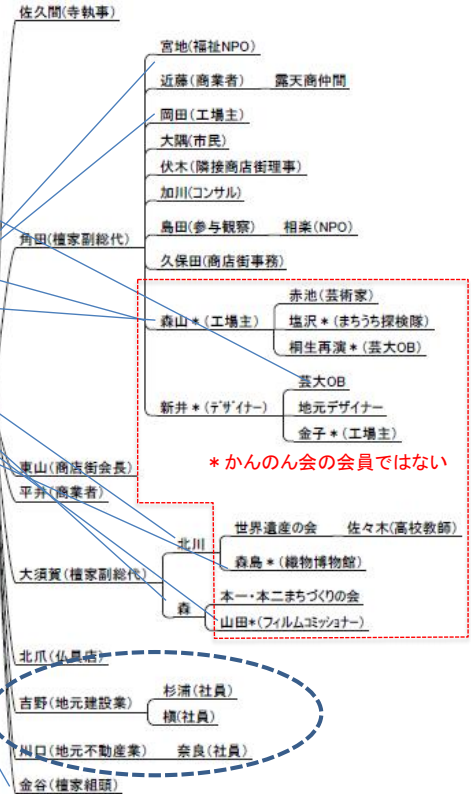 佐久間(寺執事)
宮地(福祉NPO)
近藤(商業者) 露天商仲間
岡田(工場主)
大隅(市民)
伏木(隣接商店街理事)
加川(コンサル)
角田(檀家副総代)
島田(参与観察) 相楽(NPO)
久保田(商店街事務)
赤池(芸術家)
森山*(工場主)
塩沢*(まちうち探検隊)
桐生再演*(芸大OB)
芸大OB
新井*(デザイナー)
地元デザイナー
金子*(工場主)
*かんのん会の会員ではない
東山(商店街会長)
平井(商業者)
世界遺産の会 佐々木(高校教師)
北川
森島*(織物博物館)
大須賀(檀家副総代)
本一・本二まちづくりの会
森
山田*(フィルムコミッショナー)
北爪(仏具店)
杉浦(社員)
吉野(地元建設業)
槇(社員)
川口(地元不動産業) 奈良(社員)
金谷(檀家組頭)